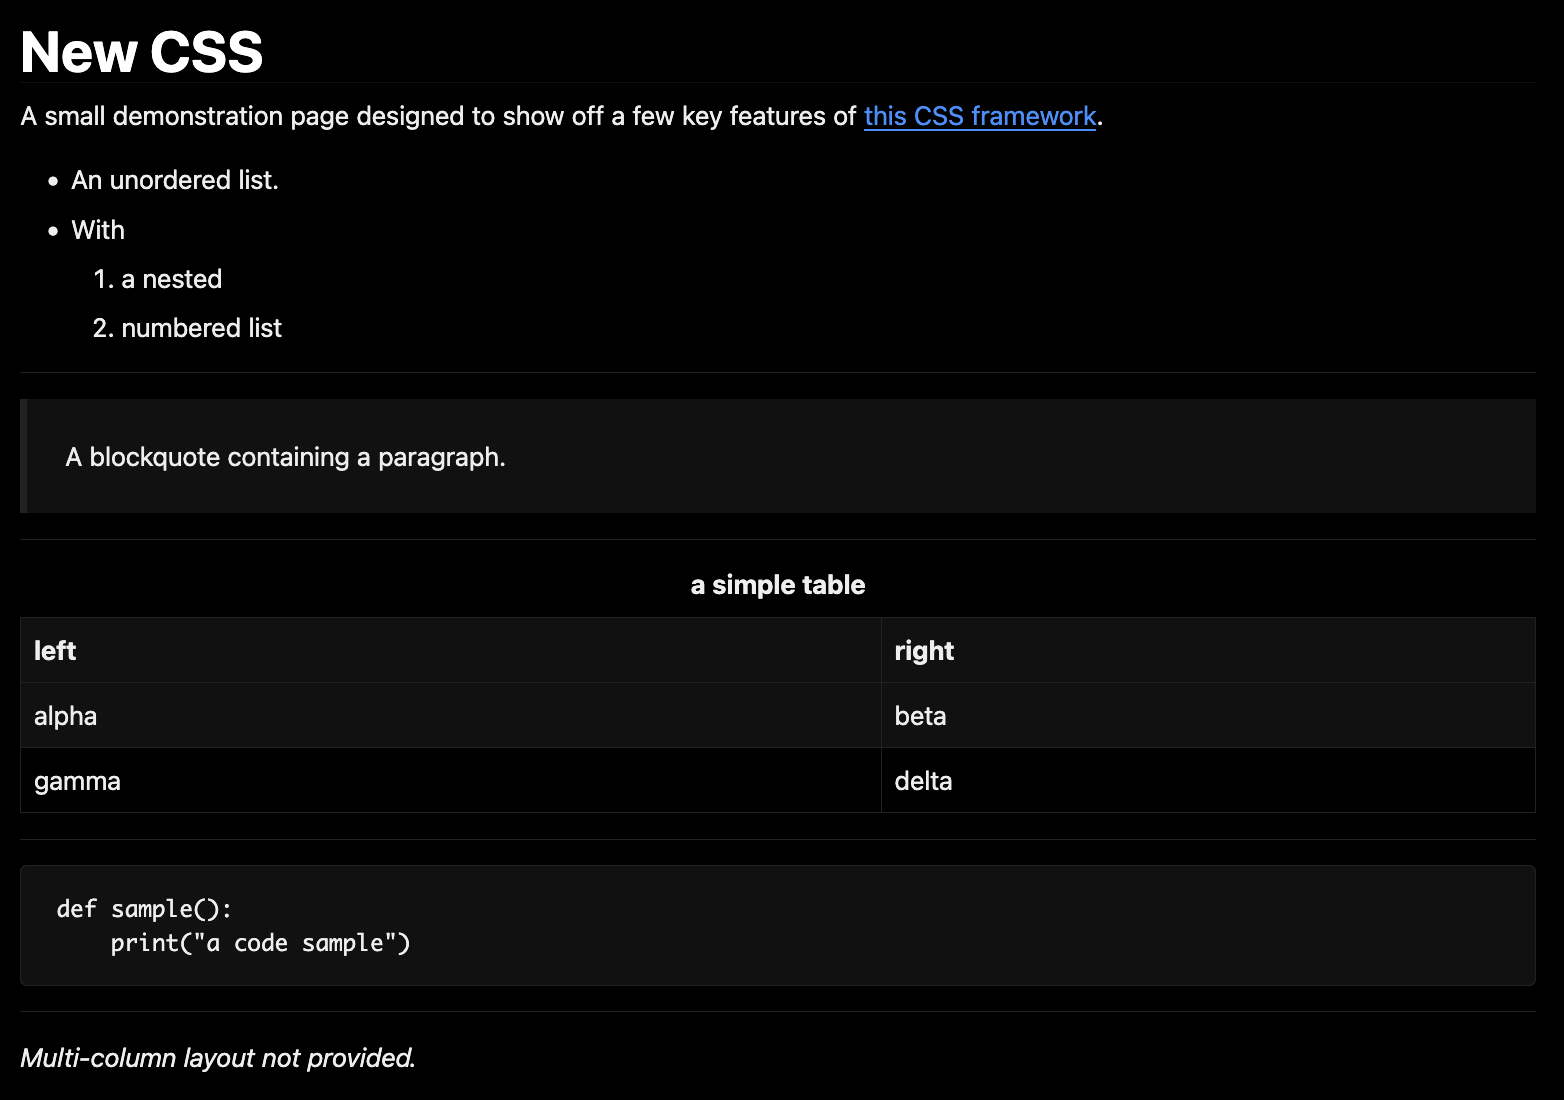 New CSS
A small demonstration page designed to show off a few key features of this CSS framework.
• An unordered list.
• With
1. a nested
2. numbered list
A blockquote containing a paragraph.
a simple table
left right
alpha beta
gamma delta
def sample():
    print("a code sample")
Multi-column layout not provided.